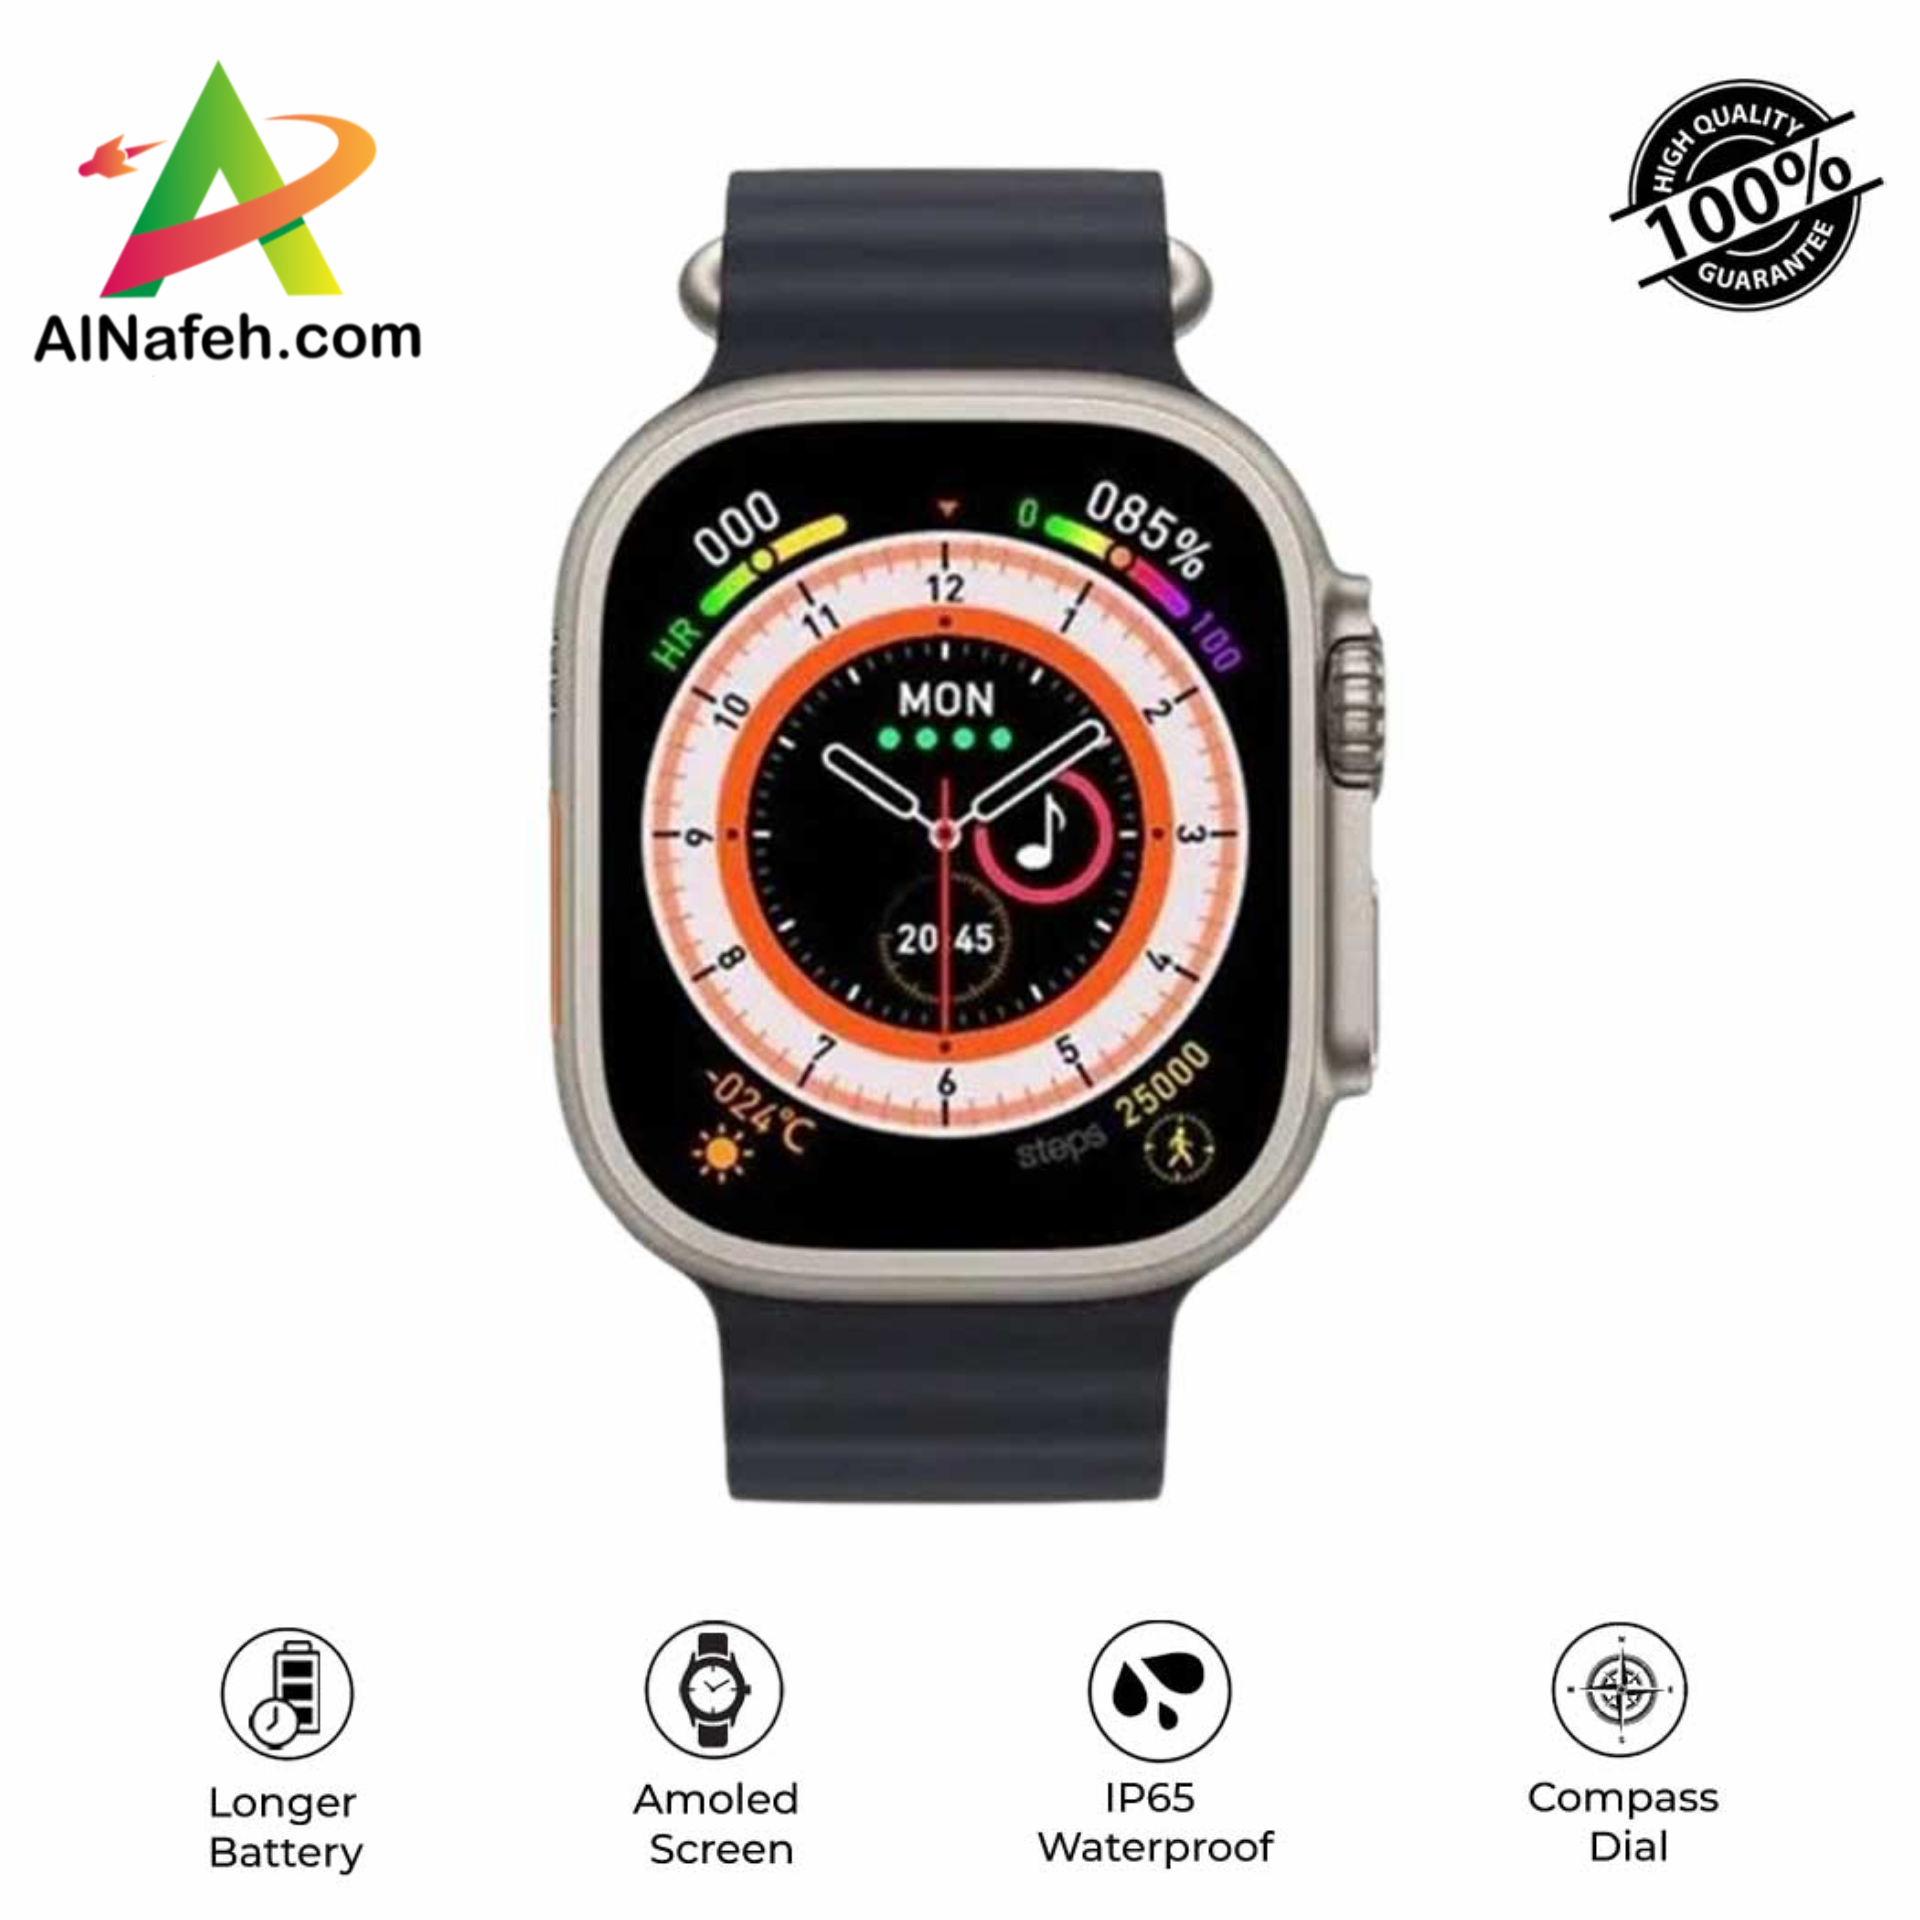 AlNafeh.com
HIGH QUALITY
100%
GUARANTEE
000
HR
0
085%
100
12
1
2
3
4
5
6
7
8
9
10
11
MON
20 45
-024°C
25000
steps
Longer
Battery
Amoled
Screen
IP65
Waterproof
Compass
Dial